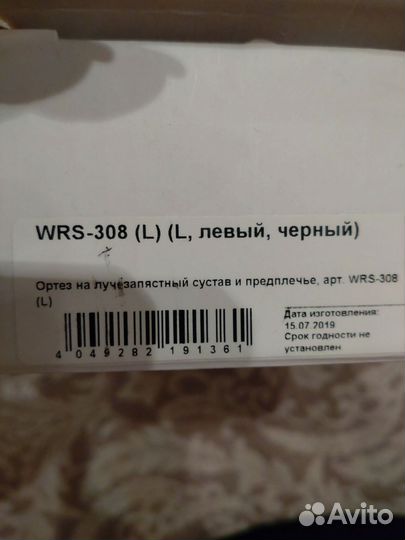 WRS-308 (L) (L, левый, черный)
Ортез на лучезапястный сустав и предплечье, арт. WRS-308
(L)
Дата изготовления:
15.07.2019
Срок годности не
установлен
4 049282 191361
Avito